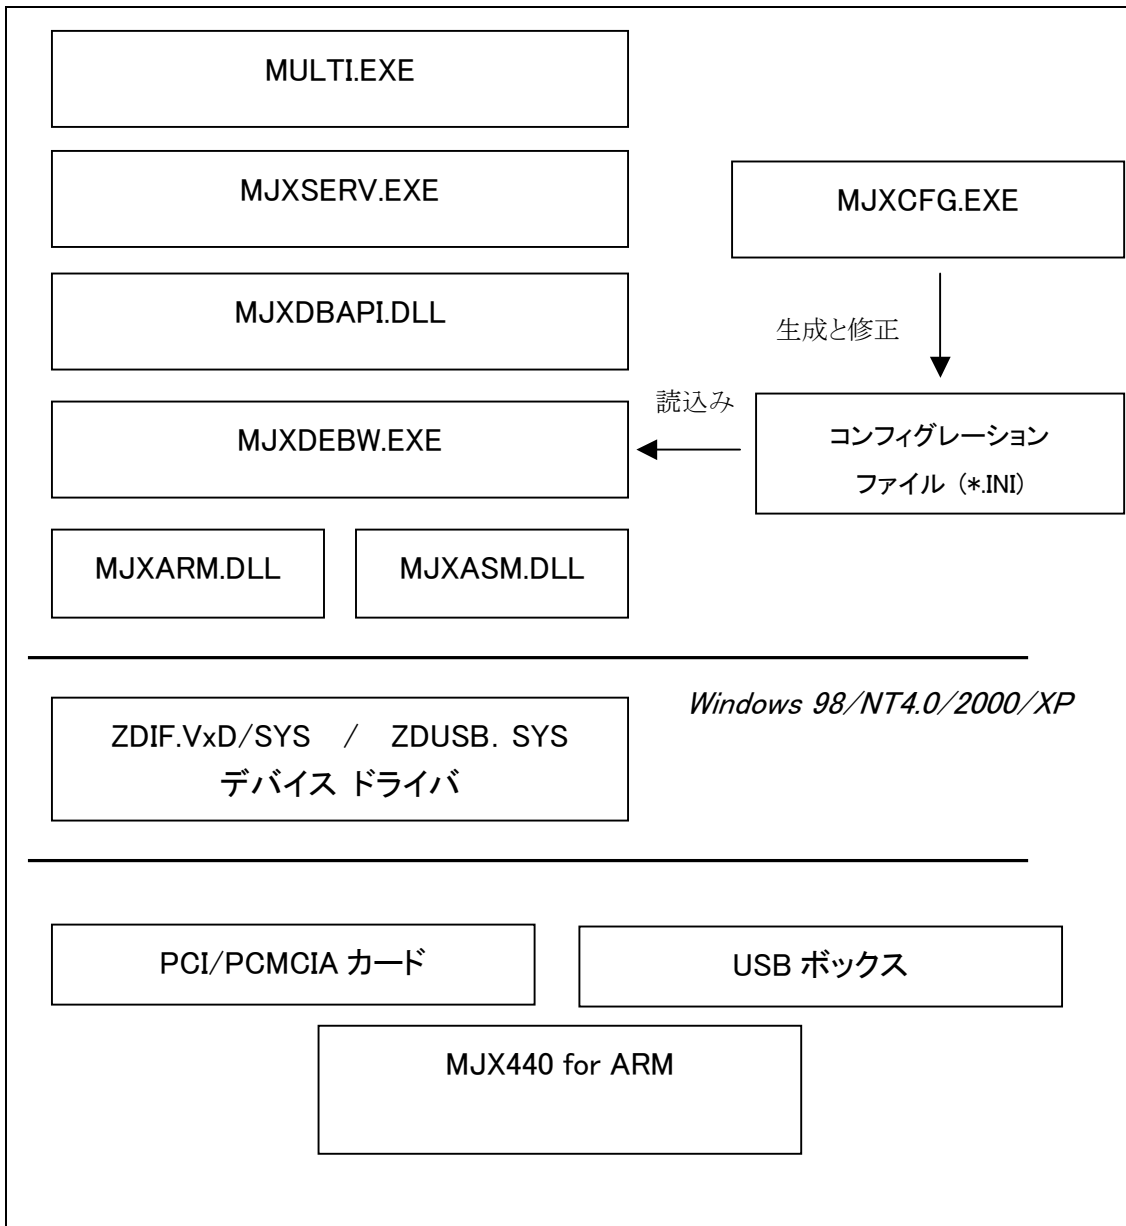 MULTI.EXE
MJXSERV.EXE
MJXCFG.EXE
MJXDBAPI.DLL
生成と修正
読込み
MJXDEBW.EXE
コンフィグレーション
ファイル (*.INI)
MJXARM.DLL
MJXASM.DLL
Windows 98/NT4.0/2000/XP
ZDIF.VxD/SYS / ZDUSB. SYS
デバイス ドライバ
PCI/PCMCIA カード
USB ボックス
MJX440 for ARM